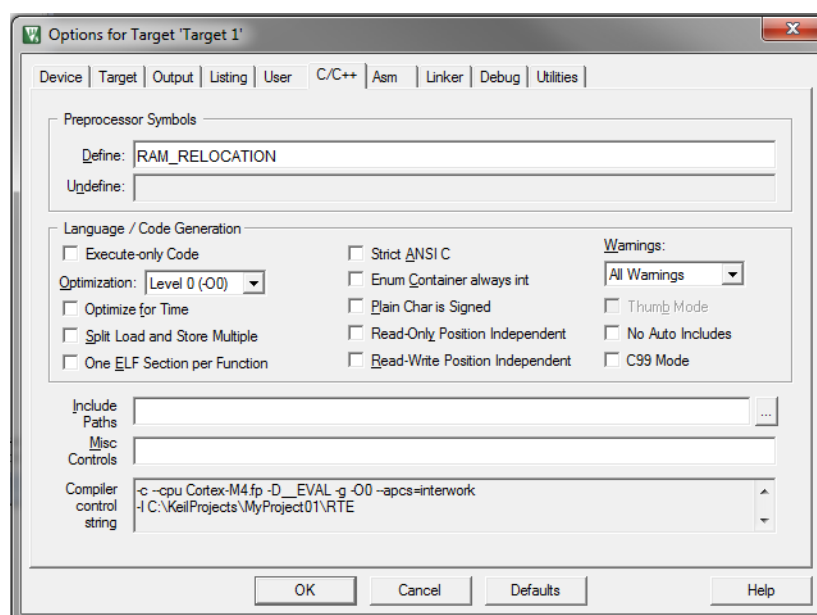 Options for Target 'Target 1'
Device Target Output Listing User C/C++ Asm Linker Debug Utilities
Preprocessor Symbols
Define: RAM_RELOCATION
Undefine:
Language / Code Generation
Execute-only Code
Strict ANSI C
Warnings:
Optimization: Level 0 (-O0)
Enum Container always int
All Warnings
Optimize for Time
Plain Char is Signed
Thumb Mode
Split Load and Store Multiple
Read-Only Position Independent
No Auto Includes
One ELF Section per Function
Read-Write Position Independent
C99 Mode
Include
Paths
...
Misc
Controls
Compiler
control
string
-c --cpu Cortex-M4.fp -D__EVAL -g -O0 --apcs=interwork
-I C:\KeilProjects\MyProject01\RTE
OK Cancel Defaults Help